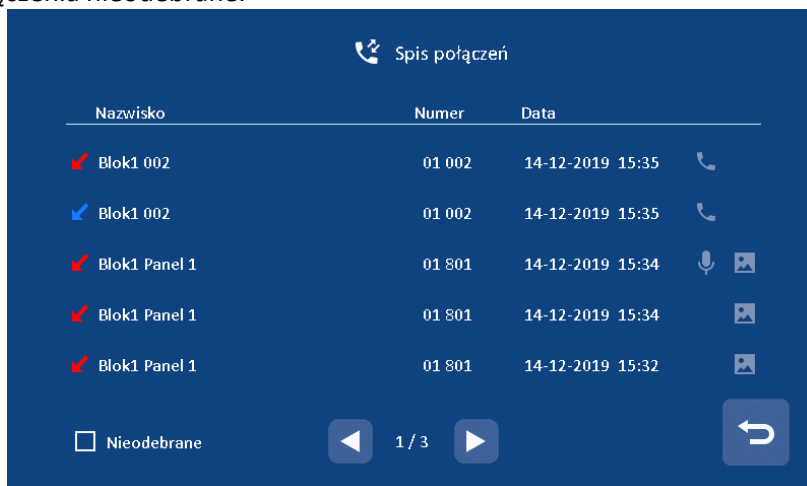 nieodebrane.
Spis połączeń
Nazwisko Numer Data
Blok1 002 01 002 14-12-2019 15:35
Blok1 002 01 002 14-12-2019 15:35
Blok1 Panel 1 01 801 14-12-2019 15:34
Blok1 Panel 1 01 801 14-12-2019 15:34
Blok1 Panel 1 01 801 14-12-2019 15:32
Nieodebrane 1 / 3